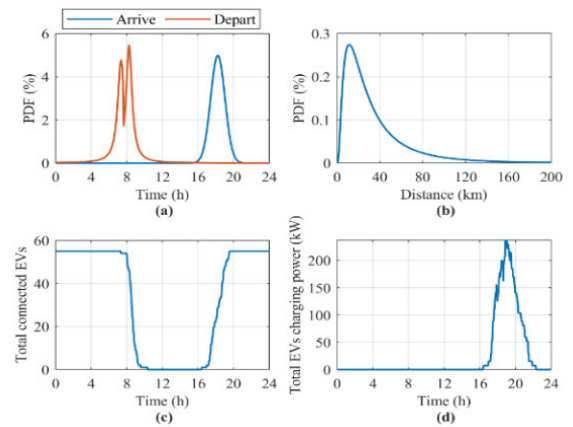 Arrive Depart
PDF (%)
6
4
2
0
0 4 8 12 16 20 24
Time (h)
(a)
PDF (%)
0.3
0.2
0.1
0
0 40 80 120 160 200
Distance (km)
(b)
Total connected EVs
60
40
20
0
0 4 8 12 16 20 24
Time (h)
(c)
Total EVs charging power (kW)
200
150
100
50
0
0 4 8 12 16 20 24
Time (h)
(d)